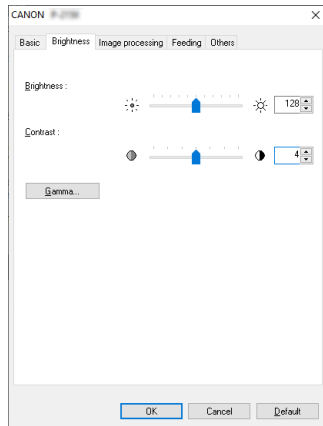 CANON
Basic Brightness Image processing Feeding Others
Brightness :
128
Contrast :
4
Gamma...
OK Cancel Default